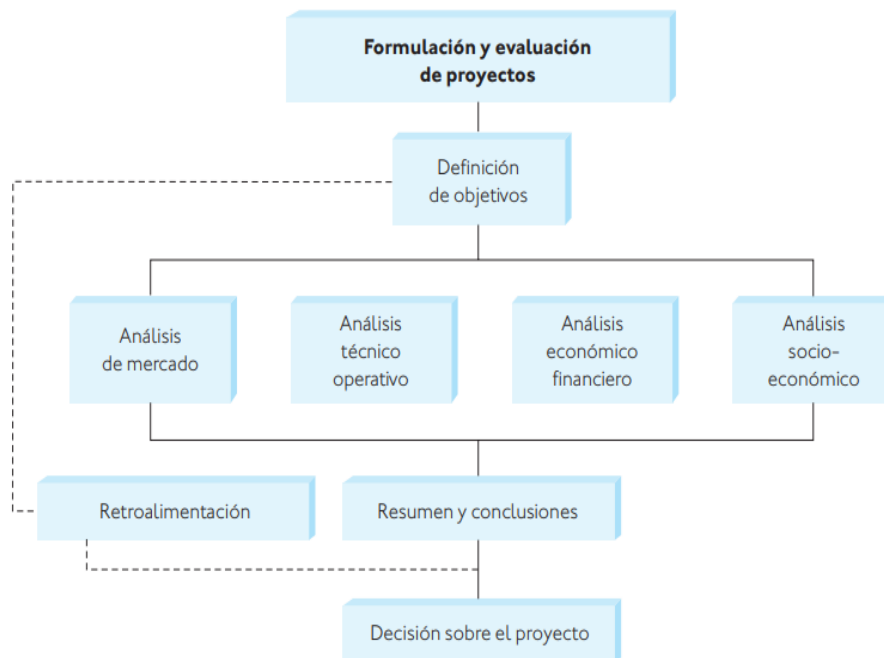 Formulación y evaluación
de proyectos
Definición
de objetivos
Análisis
de mercado
Análisis
técnico
operativo
Análisis
económico
financiero
Análisis
socio-
económico
Retroalimentación
Resumen y conclusiones
Decisión sobre el proyecto